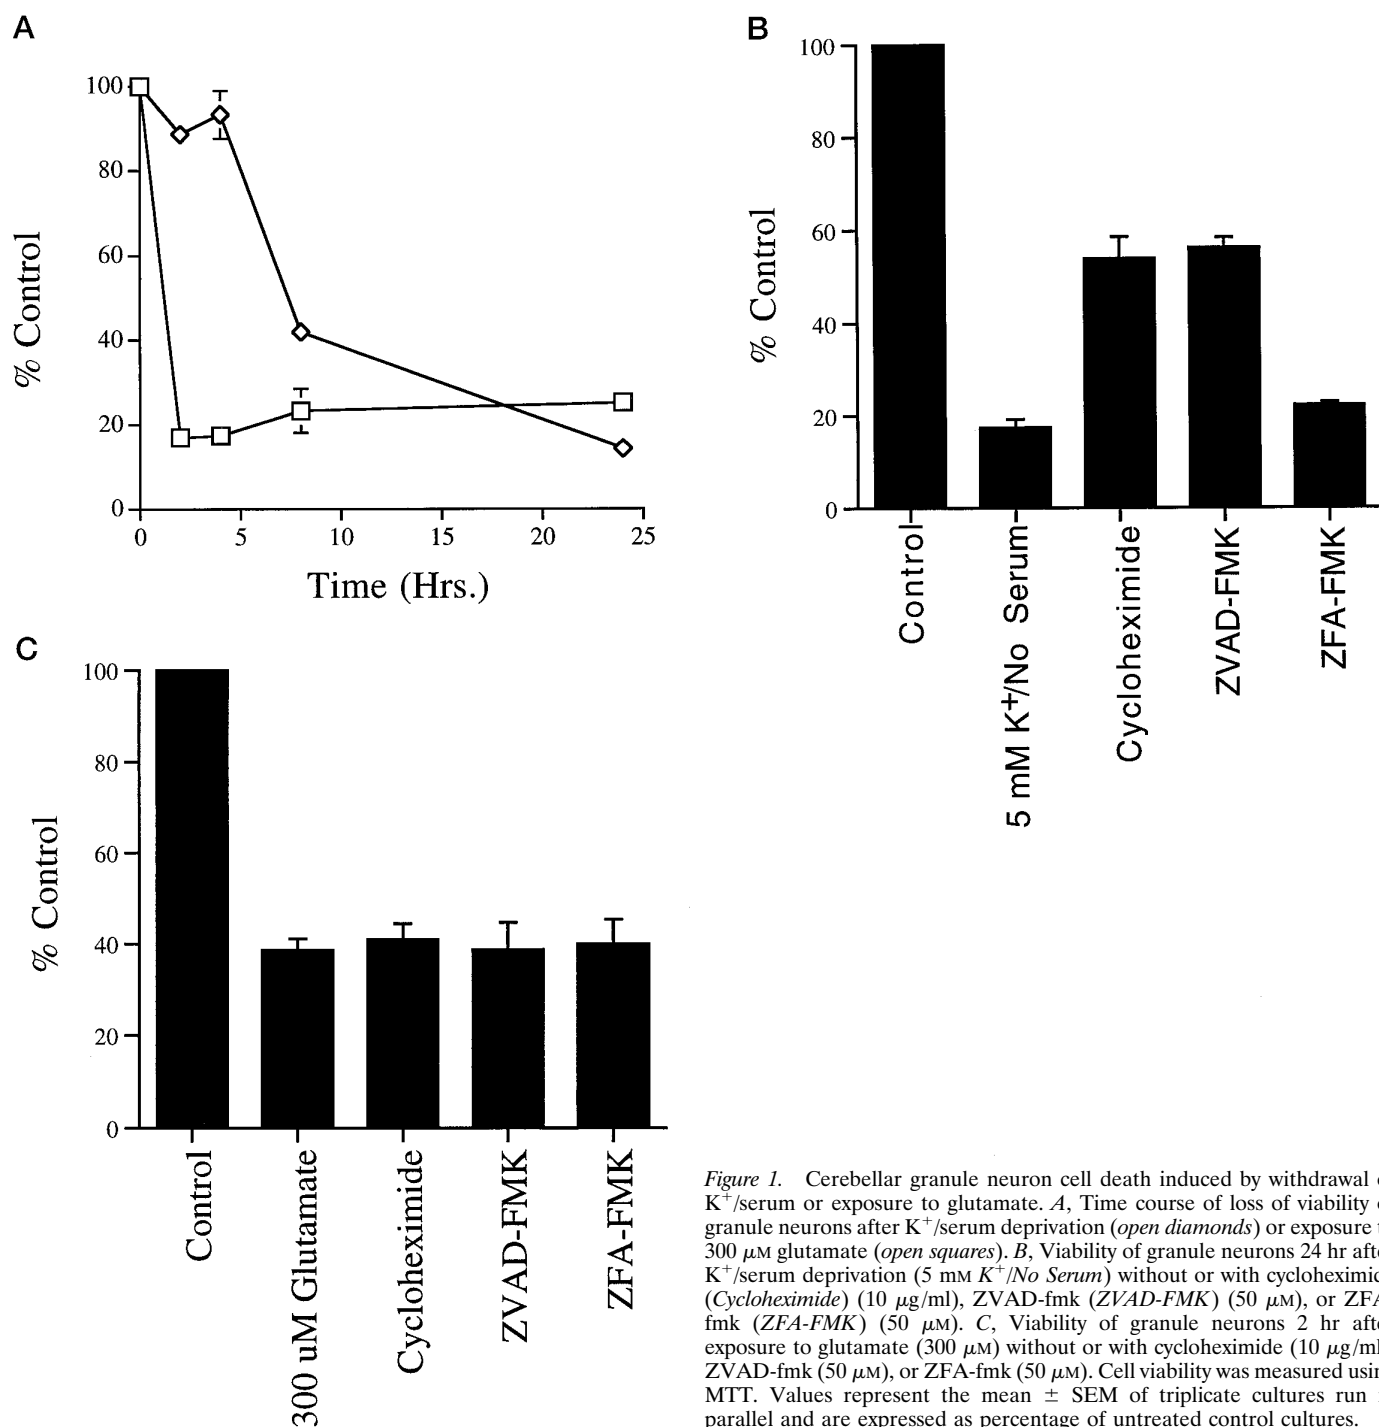 A
100
80
60
40
20
0
% Control
0 5 10 15 20 25
Time (Hrs.)
B
100
80
60
40
20
0
% Control
Control
5 mM K+/No Serum
Cycloheximide
ZVAD-FMK
ZFA-FMK
C
100
80
60
40
20
0
% Control
Control
300 uM Glutamate
Cycloheximide
ZVAD-FMK
ZFA-FMK
Figure 1. Cerebellar granule neuron cell death induced by withdrawal
K+/serum or exposure to glutamate. A, Time course of loss of viability
granule neurons after K+/serum deprivation (open diamonds) or exposure
300 μM glutamate (open squares). B, Viability of granule neurons 24 hr
K+/serum deprivation (5 mM K+/No Serum) without or with
(Cycloheximide) (10 μg/ml), ZVAD-fmk (ZVAD-FMK) (50 μM), or ZFA-
fmk (ZFA-FMK) (50 μM). C, Viability of granule neurons 2 hr
exposure to glutamate (300 μM) without or with cycloheximide (10 μg/ml
ZVAD-fmk (50 μM), or ZFA-fmk (50 μM). Cell viability was measured
MTT. Values represent the mean ± SEM of triplicate cultures run
parallel and are expressed as percentage of untreated control cultures.